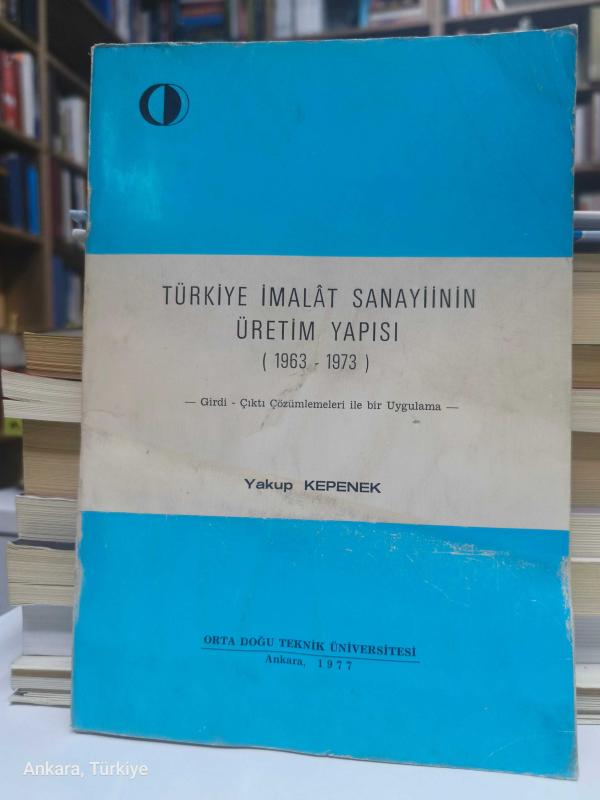 TÜRKİYE İMALÂT SANAYİİNİN
ÜRETİM YAPISI
( 1963 - 1973 )
— Girdi - Çıktı Çözümlemeleri ile bir Uygulama —
Yakup KEPENEK
ORTA DOĞU TEKNİK ÜNİVERSİTESİ
Ankara, 1977
Ankara, Türkiye